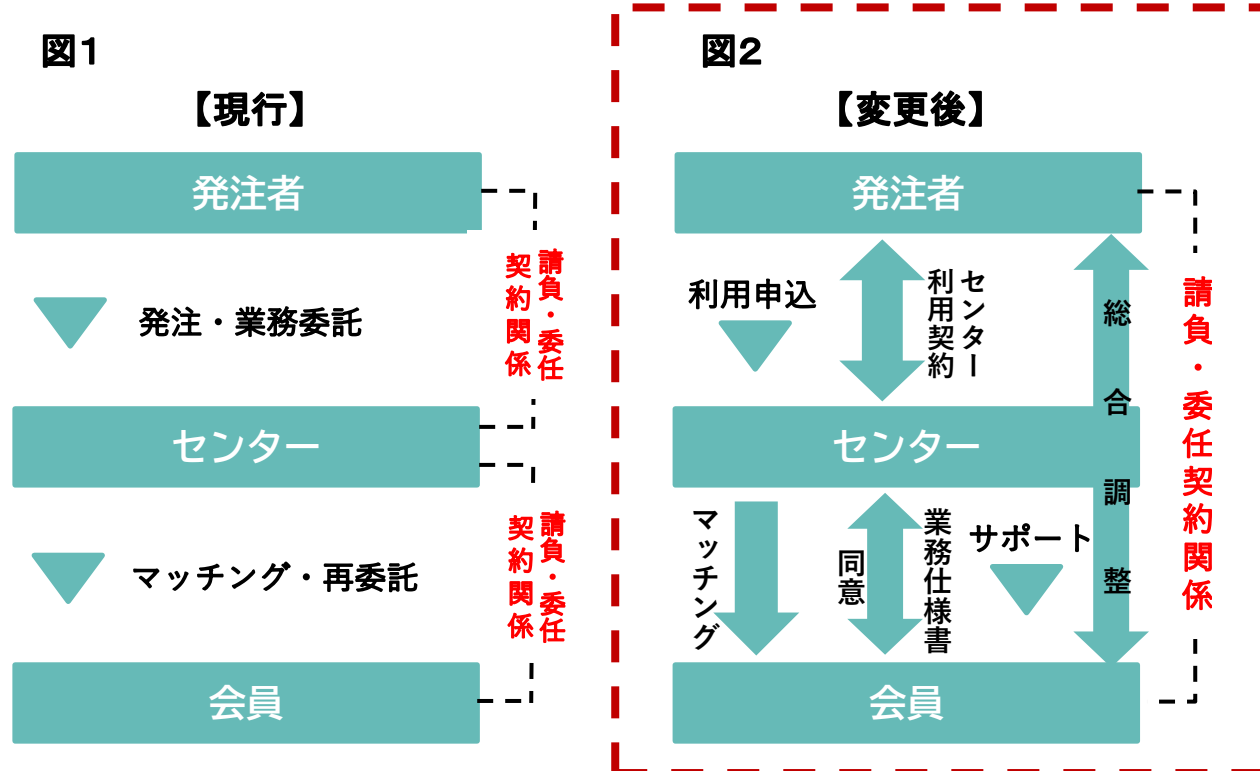 図1
【現行】
発注者
発注・業務委託
請負・委任
契約関係
センター
マッチング・再委託
請負・委任
契約関係
会員
図2
【変更後】
発注者
利用申込
センター
利用契約
総合調整
請負・委任契約関係
センター
マッチング
業務仕様書
同意
サポート
会員